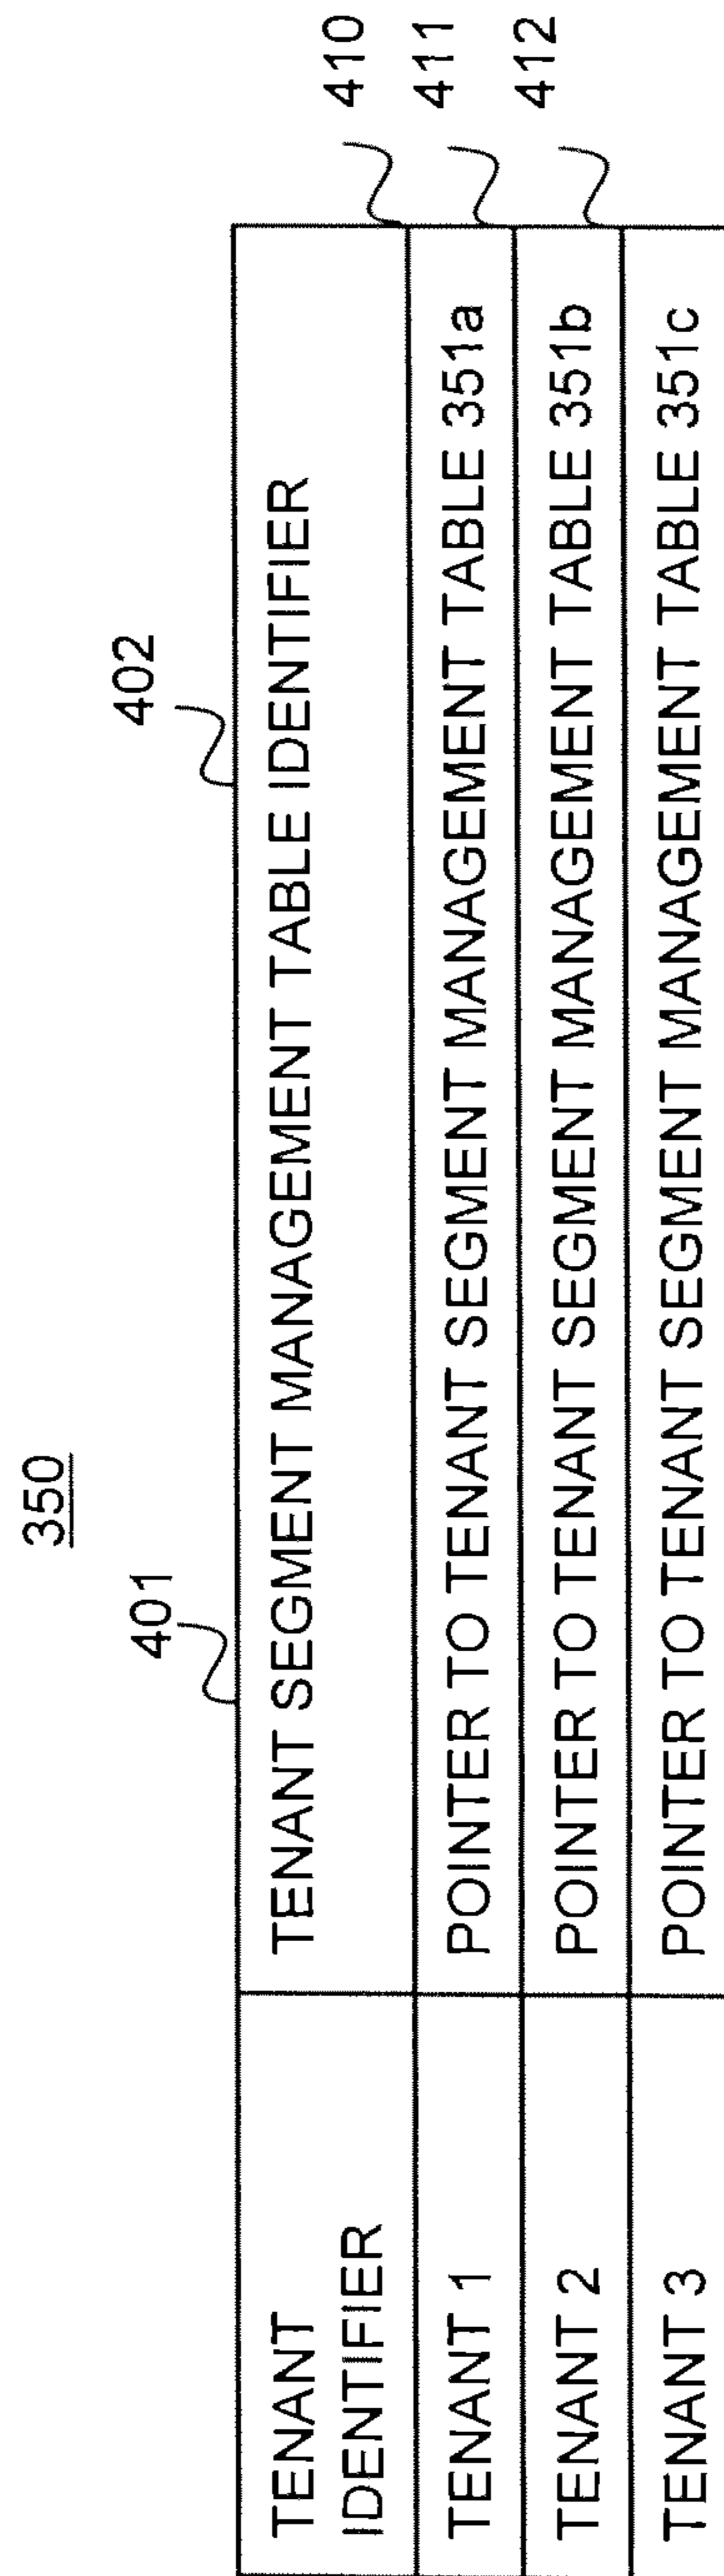 350
401
402
TENANT
IDENTIFIER
TENANT SEGMENT MANAGEMENT TABLE IDENTIFIER
410
TENANT 1
POINTER TO TENANT SEGMENT MANAGEMENT TABLE 351a
411
TENANT 2
POINTER TO TENANT SEGMENT MANAGEMENT TABLE 351b
412
TENANT 3
POINTER TO TENANT SEGMENT MANAGEMENT TABLE 351c